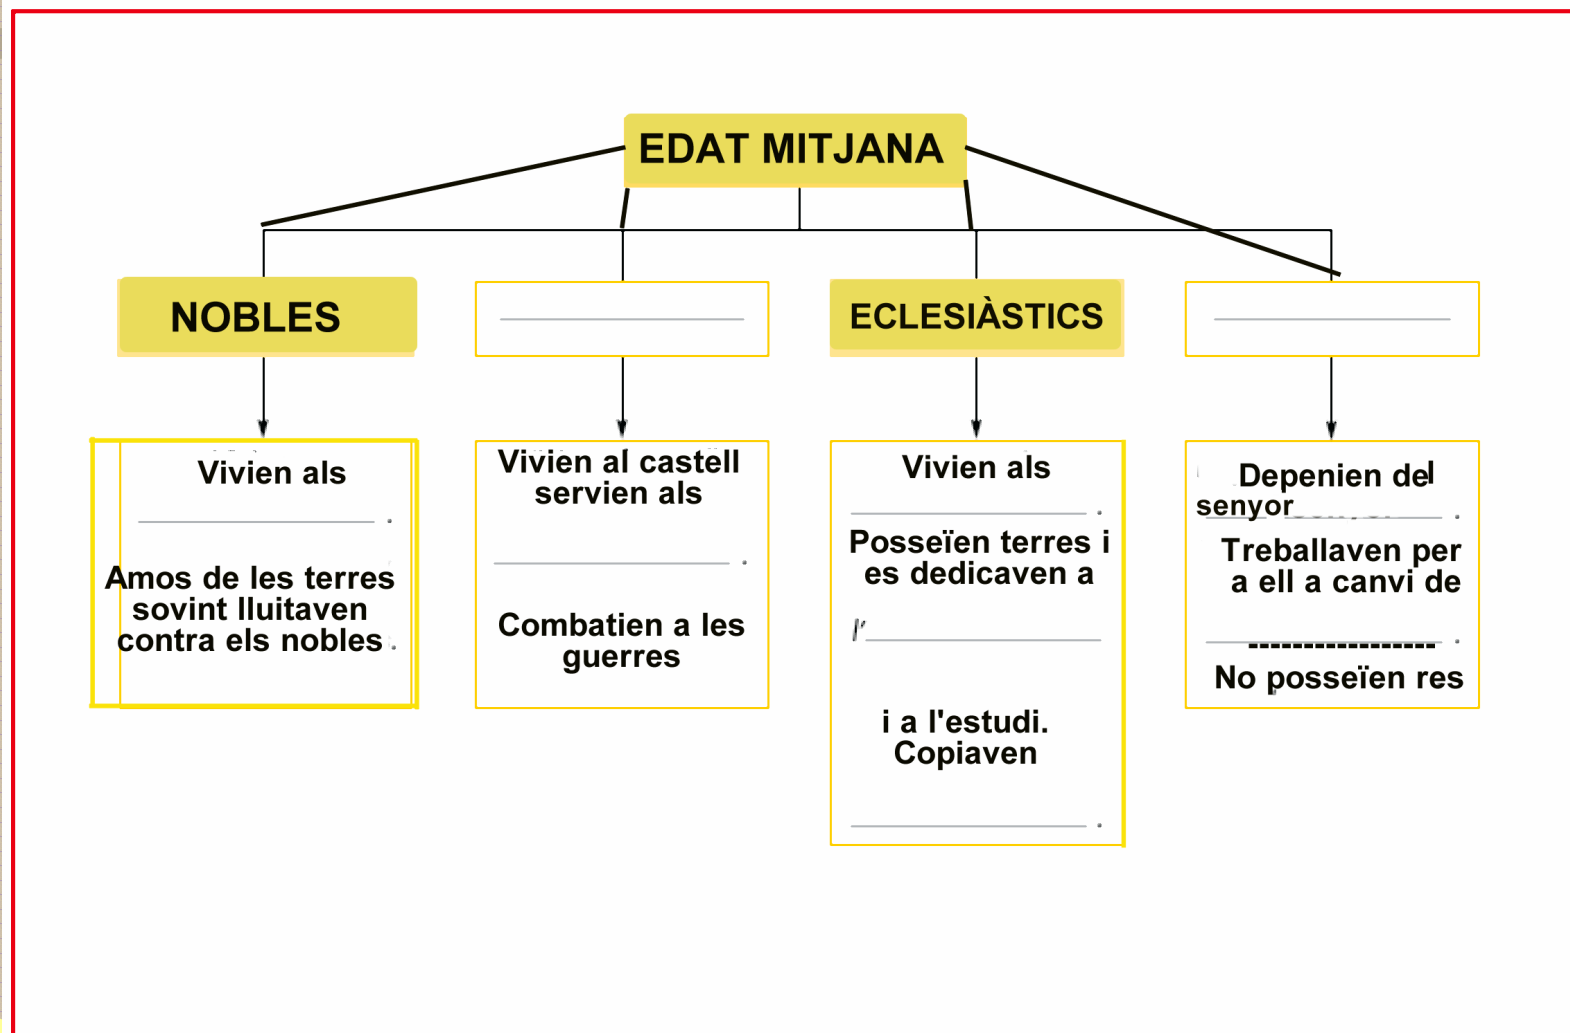 EDAT MITJANA
NOBLES
ECLESIÀSTICS
Vivien als
.
Amos de les terres
sovint lluitaven
contra els nobles.
Vivien al castell
servien als
.
Combatien a les
guerres
Vivien als
.
Posseïen terres i
es dedicaven a
l'
i a l'estudi.
Copiaven
.
Depenien del
senyor .
Treballaven per
a ell a canvi de
----------------- .
No posseïen res